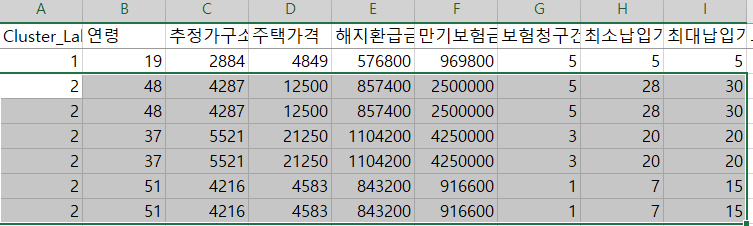 A B C D E F G H I
Cluster_Lal 연령 추정가구소 주택가격 해지환급금 만기보험금 보험청구건 최소납입기 최대납입기
1 19 2884 4849 576800 969800 5 5 5
2 48 4287 12500 857400 2500000 5 28 30
2 48 4287 12500 857400 2500000 5 28 30
2 37 5521 21250 1104200 4250000 3 20 20
2 37 5521 21250 1104200 4250000 3 20 20
2 51 4216 4583 843200 916600 1 7 15
2 51 4216 4583 843200 916600 1 7 15